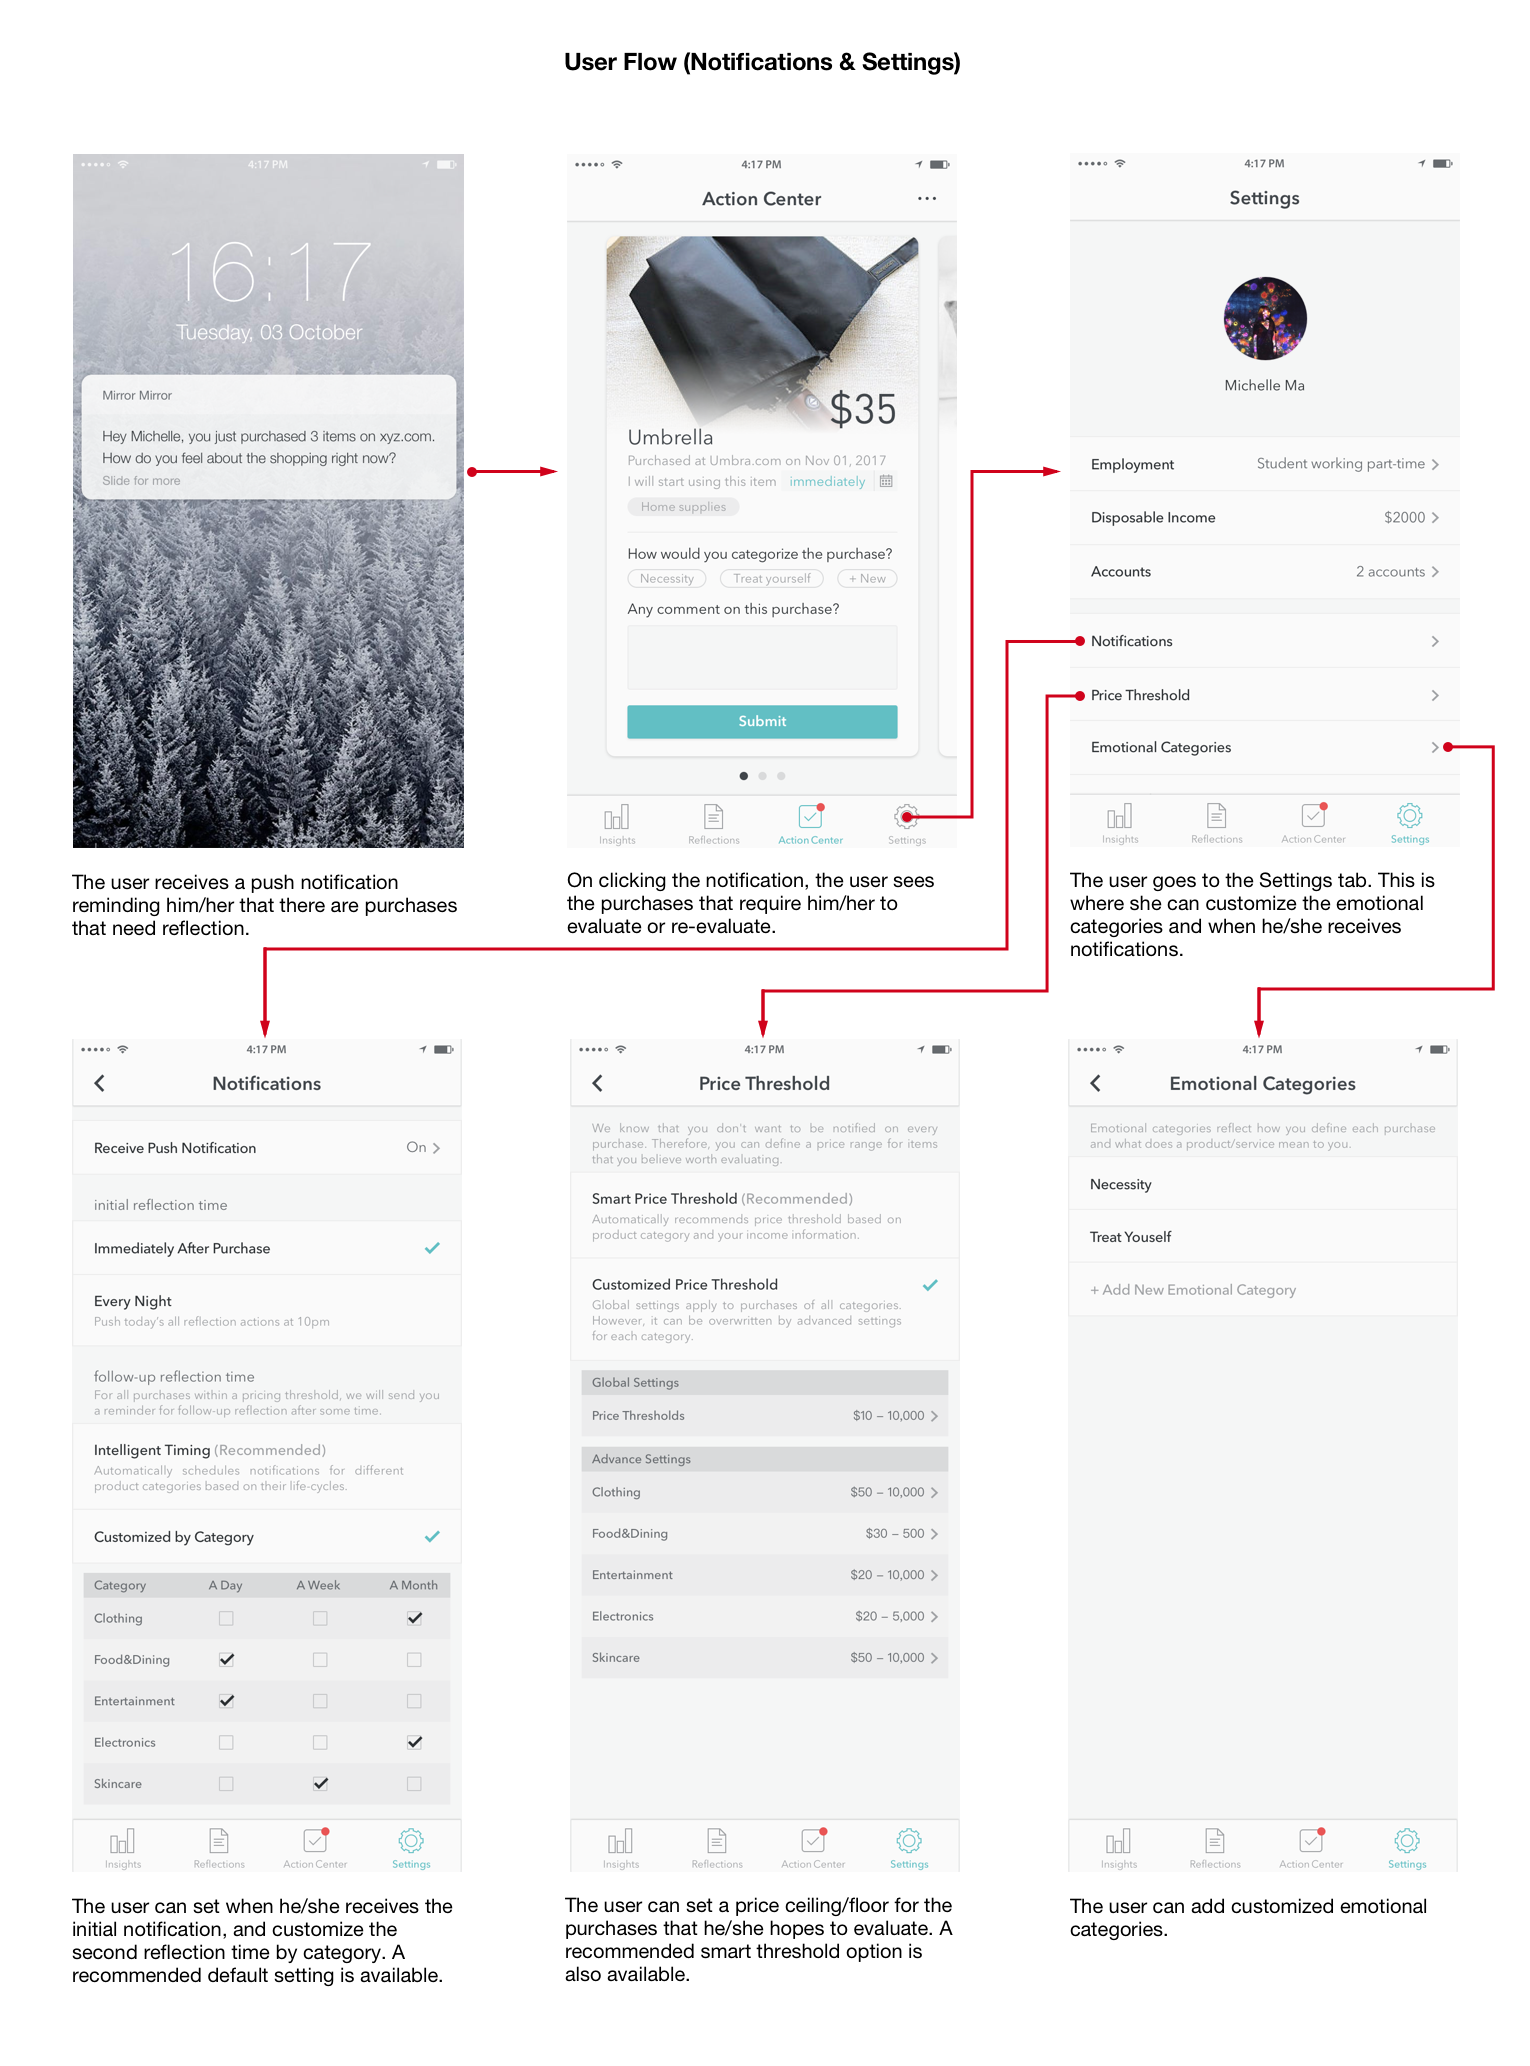 User Flow (Notifications & Settings)
4:17 PM
16:17
Tuesday, 03 October
Mirror Mirror
Hey Michelle, you just purchased 3 items on xyz.com.
How do you feel about the shopping right now?
Slide for more
The user receives a push notification
reminding him/her that there are purchases
that need reflection.
4:17 PM
Action Center
$35
Umbrella
Purchased at Umbra.com on Nov 01, 2017
I will start using this item immediately
Home supplies
How would you categorize the purchase?
Necessity Treat yourself + New
Any comment on this purchase?
Submit
Insights Reflections Action Center Settings
On clicking the notification, the user sees
the purchases that require him/her to
evaluate or re-evaluate.
4:17 PM
Settings
Michelle Ma
Employment Student working part-time
Disposable Income $2000
Accounts 2 accounts
Notifications
Price Threshold
Emotional Categories
Insights Reflections Action Center Settings
The user goes to the Settings tab. This is
where she can customize the emotional
categories and when he/she receives
notifications.
4:17 PM
Notifications
Receive Push Notification On
initial reflection time
Immediately After Purchase
Every Night
Push today's all reflection actions at 10pm
follow-up reflection time
For all purchases within a pricing threshold, we will send you
a reminder for follow-up reflection after some time.
Intelligent Timing (Recommended)
Automatically schedules notifications for different
product categories based on their life-cycles.
Customized by Category
Category A Day A Week A Month
Clothing
Food&Dining
Entertainment
Electronics
Skincare
Insights Reflections Action Center Settings
The user can set when he/she receives the
initial notification, and customize the
second reflection time by category. A
recommended default setting is available.
4:17 PM
Price Threshold
We know that you don't want to be notified on every
purchase. Therefore, you can define a price range for items
that you believe worth evaluating.
Smart Price Threshold (Recommended)
Automatically recommends price threshold based on
product category and your income information.
Customized Price Threshold
Global settings apply to purchases of all categories.
However, it can be overwritten by advanced settings
for each category.
Global Settings
Price Thresholds $10 – 10,000
Advance Settings
Clothing $50 – 10,000
Food&Dining $30 – 500
Entertainment $20 – 10,000
Electronics $20 – 5,000
Skincare $50 – 10,000
Insights Reflections Action Center Settings
The user can set a price ceiling/floor for the
purchases that he/she hopes to evaluate. A
recommended smart threshold option is
also available.
4:17 PM
Emotional Categories
Emotional categories reflect how you define each purchase
and what does a product/service mean to you.
Necessity
Treat Youself
+ Add New Emotional Category
Insights Reflections Action Center Settings
The user can add customized emotional
categories.